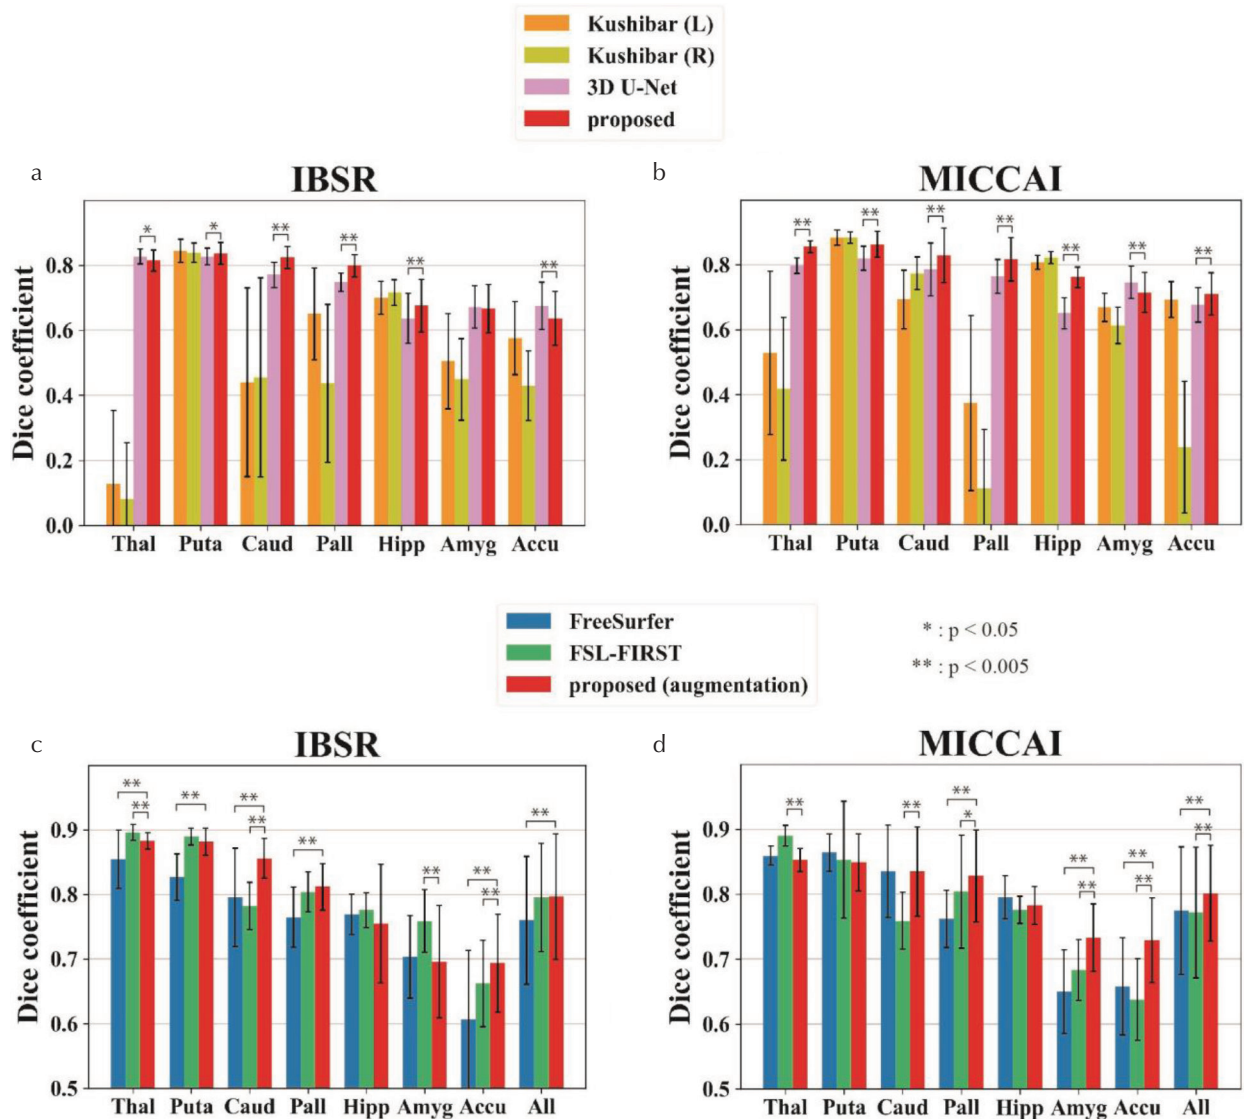 Kushibar (L)
Kushibar (R)
3D U-Net
proposed
a
IBSR
b
MICCAI
Dice coefficient
0.8
0.6
0.4
0.2
0.0
* * ** ** ** **
Thal Puta Caud Pall Hipp Amyg Accu
Dice coefficient
0.8
0.6
0.4
0.2
0.0
** ** ** ** ** ** **
Thal Puta Caud Pall Hipp Amyg Accu
FreeSurfer
FSL-FIRST
proposed (augmentation)
* : p < 0.05
** : p < 0.005
c
IBSR
d
MICCAI
Dice coefficient
0.9
0.8
0.7
0.6
0.5
** ** ** ** ** **
** ** ** **
Thal Puta Caud Pall Hipp Amyg Accu All
Dice coefficient
0.9
0.8
0.7
0.6
0.5
** ** ** ** ** **
* ** ** **
Thal Puta Caud Pall Hipp Amyg Accu All